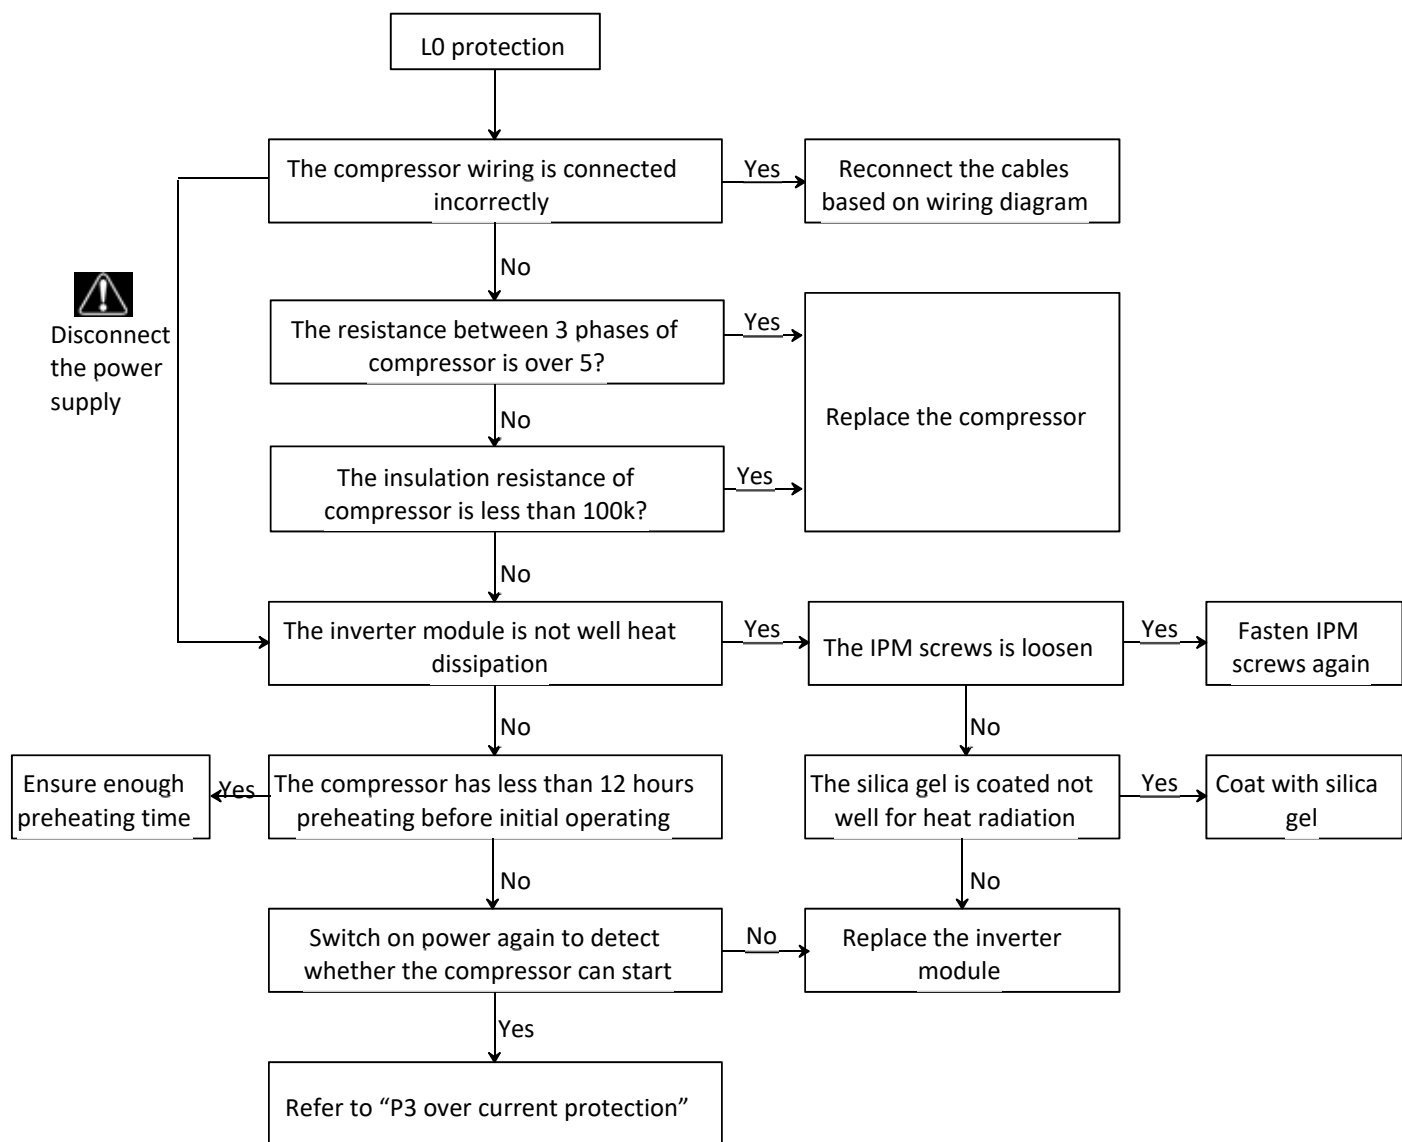 L0 protection
The compressor wiring is connected
incorrectly
Yes
Reconnect the cables
based on wiring diagram
No
Disconnect
the power
supply
The resistance between 3 phases of
compressor is over 5?
Yes
Replace the compressor
No
The insulation resistance of
compressor is less than 100k?
Yes
No
The inverter module is not well heat
dissipation
Yes
The IPM screws is loosen
Yes
Fasten IPM
screws again
No
No
Ensure enough
preheating time
Yes
The compressor has less than 12 hours
preheating before initial operating
The silica gel is coated not
well for heat radiation
Yes
Coat with silica
gel
No
No
Switch on power again to detect
whether the compressor can start
No
Replace the inverter
module
Yes
Refer to “P3 over current protection”